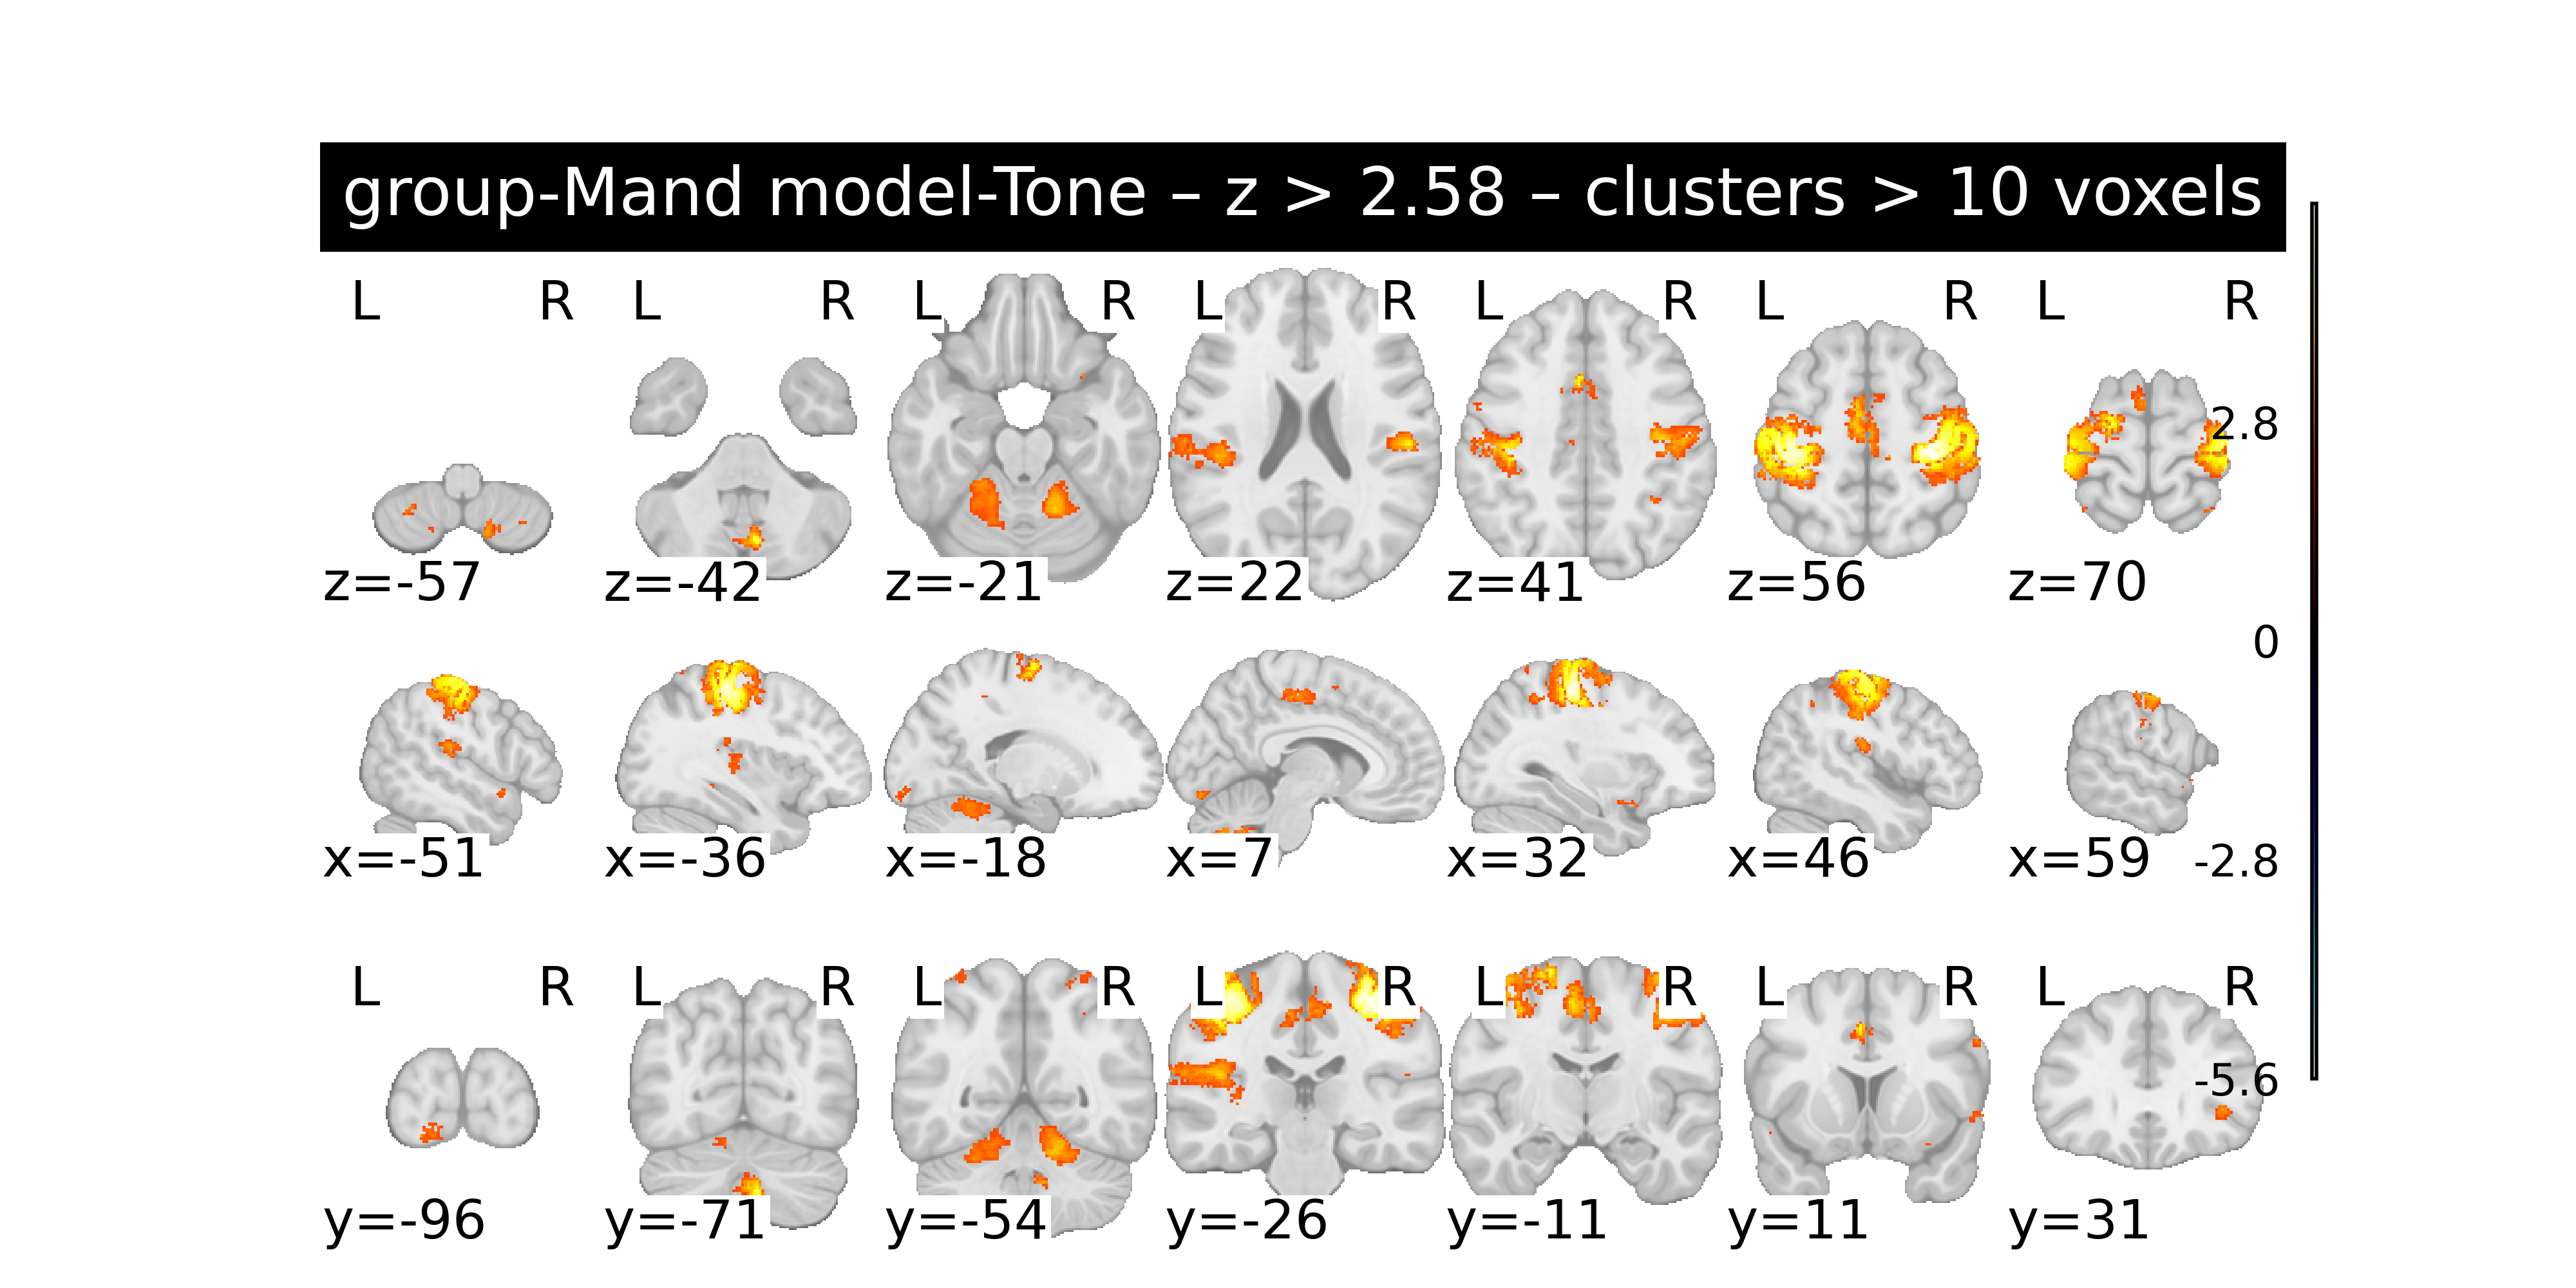 group-Mand model-Tone – z > 2.58 – clusters > 10 voxels
L R L R L R L R L R L R L R
2.8
z=-57 z=-42 z=-21 z=22 z=41 z=56 z=70
0
x=-51 x=-36 x=-18 x=7 x=32 x=46 x=59 -2.8
L R L R L R L R L R L R L R
-5.6
y=-96 y=-71 y=-54 y=-26 y=-11 y=11 y=31